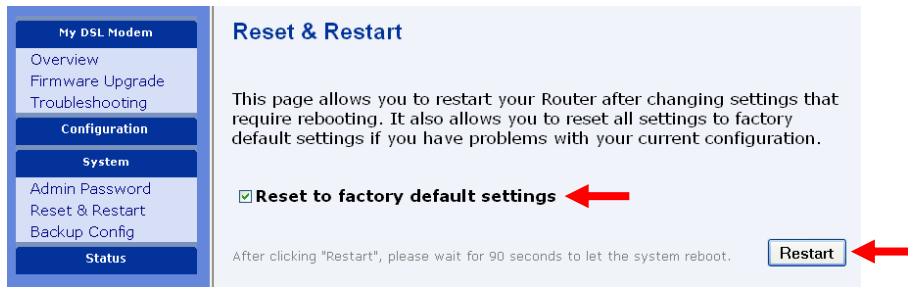 My DSL Modem
Overview
Firmware Upgrade
Troubleshooting
Configuration
System
Admin Password
Reset & Restart
Backup Config
Status
Reset & Restart
This page allows you to restart your Router after changing settings that
require rebooting. It also allows you to reset all settings to factory
default settings if you have problems with your current configuration.
Reset to factory default settings
After clicking "Restart", please wait for 90 seconds to let the system reboot.
Restart